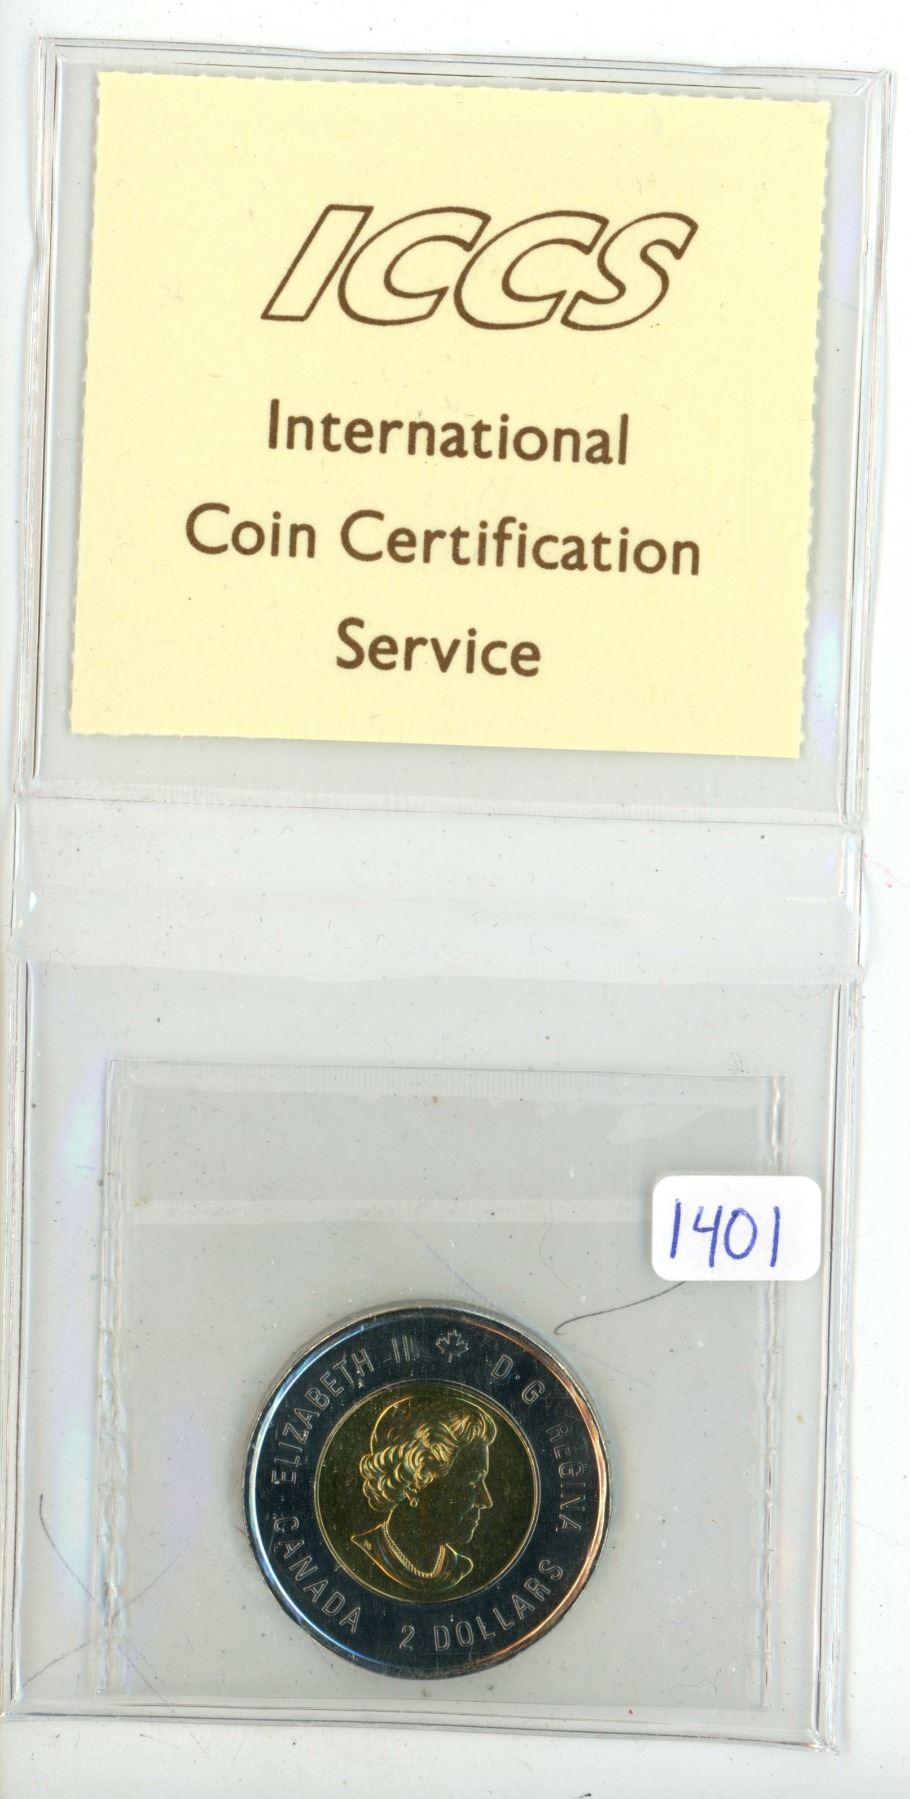 ICCS
International
Coin Certification
Service
1401
ELIZABETH II D·G REGINA
CANADA 2 DOLLARS